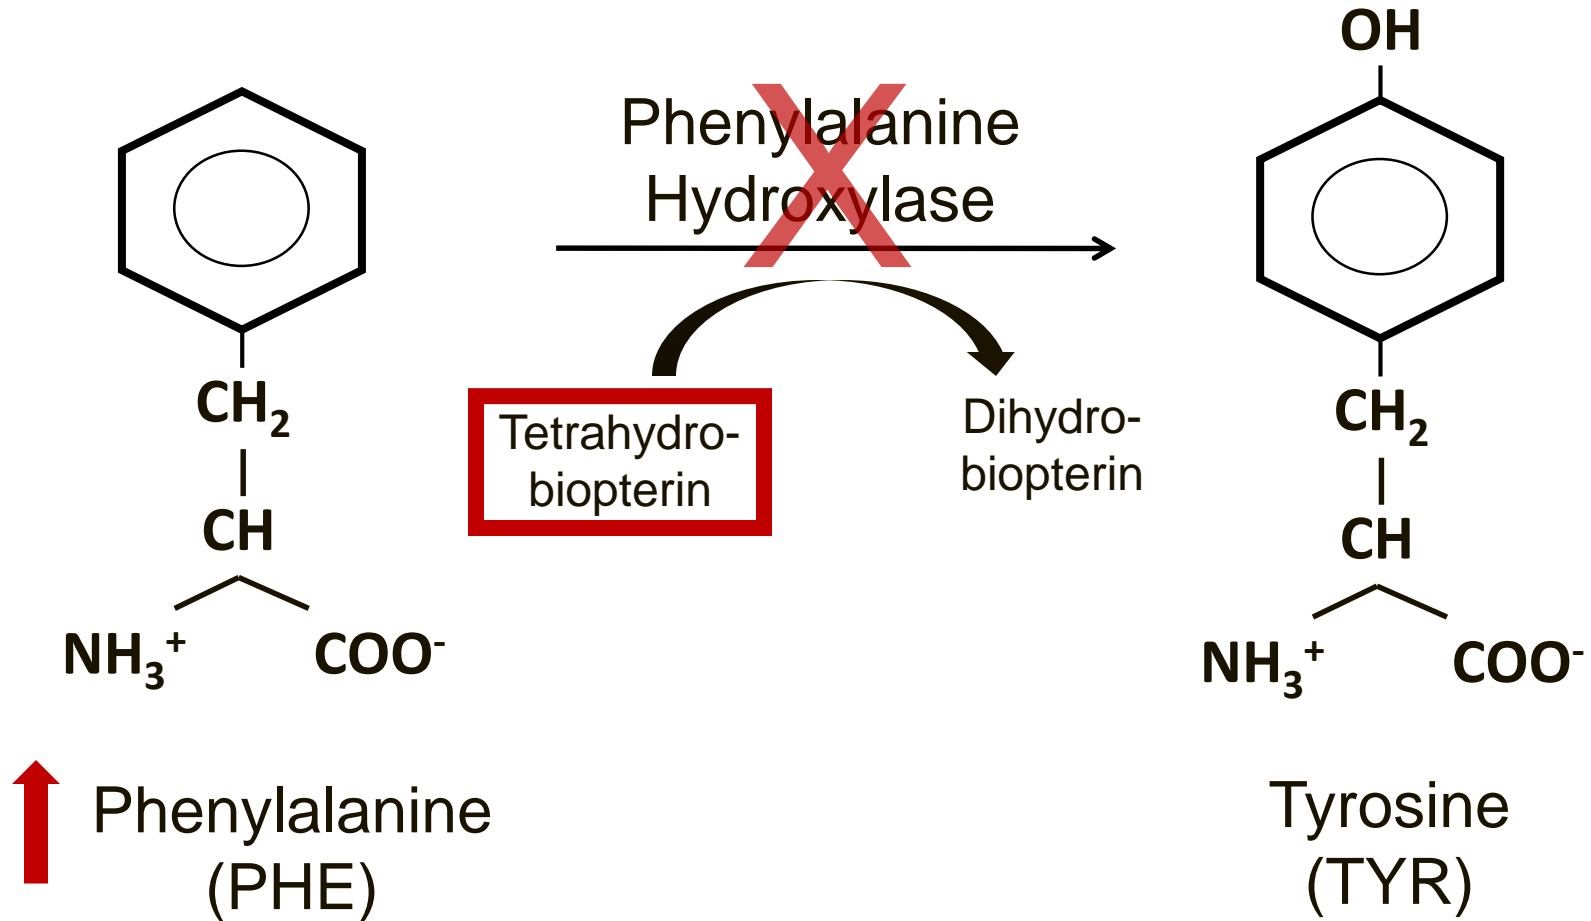 OH
Phenylalanine
Hydroxylase
Tetrahydro-
biopterin
Dihydro-
biopterin
CH₂
CH
NH₃⁺ COO⁻
CH₂
CH
NH₃⁺ COO⁻
Phenylalanine
(PHE)
Tyrosine
(TYR)